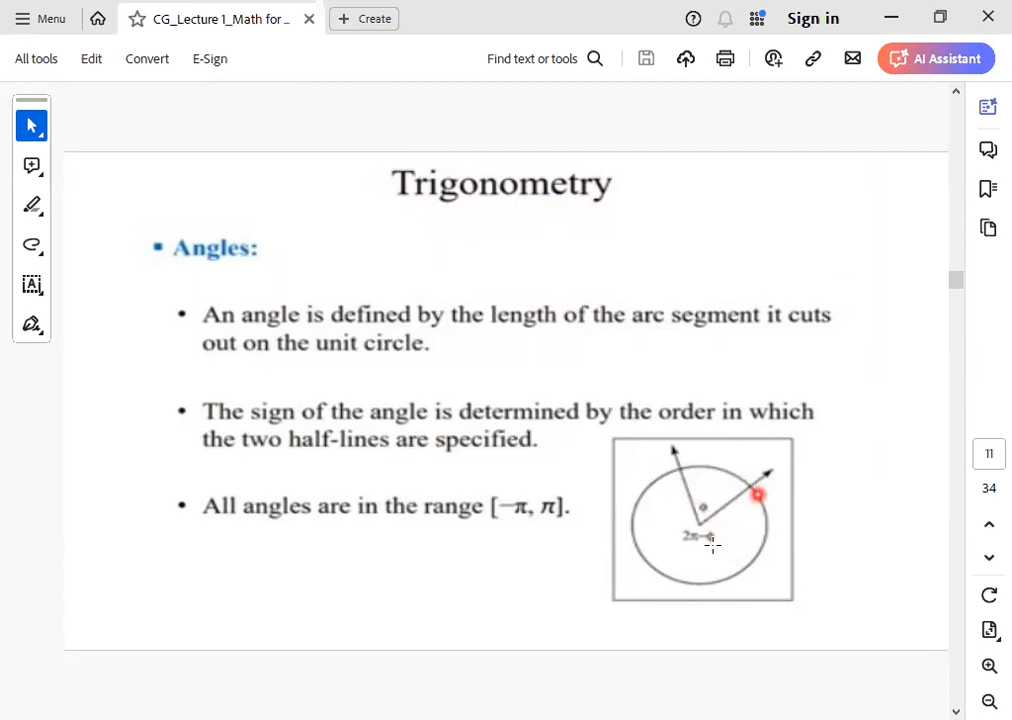 Menu
CG_Lecture 1_Math for ..
Create
Sign in
All tools
Edit
Convert
E-Sign
Find text or tools
AI Assistant
Trigonometry
▪ Angles:
• An angle is defined by the length of the arc segment it cuts
out on the unit circle.
• The sign of the angle is determined by the order in which
the two half-lines are specified.
• All angles are in the range [−π, π].
11
34